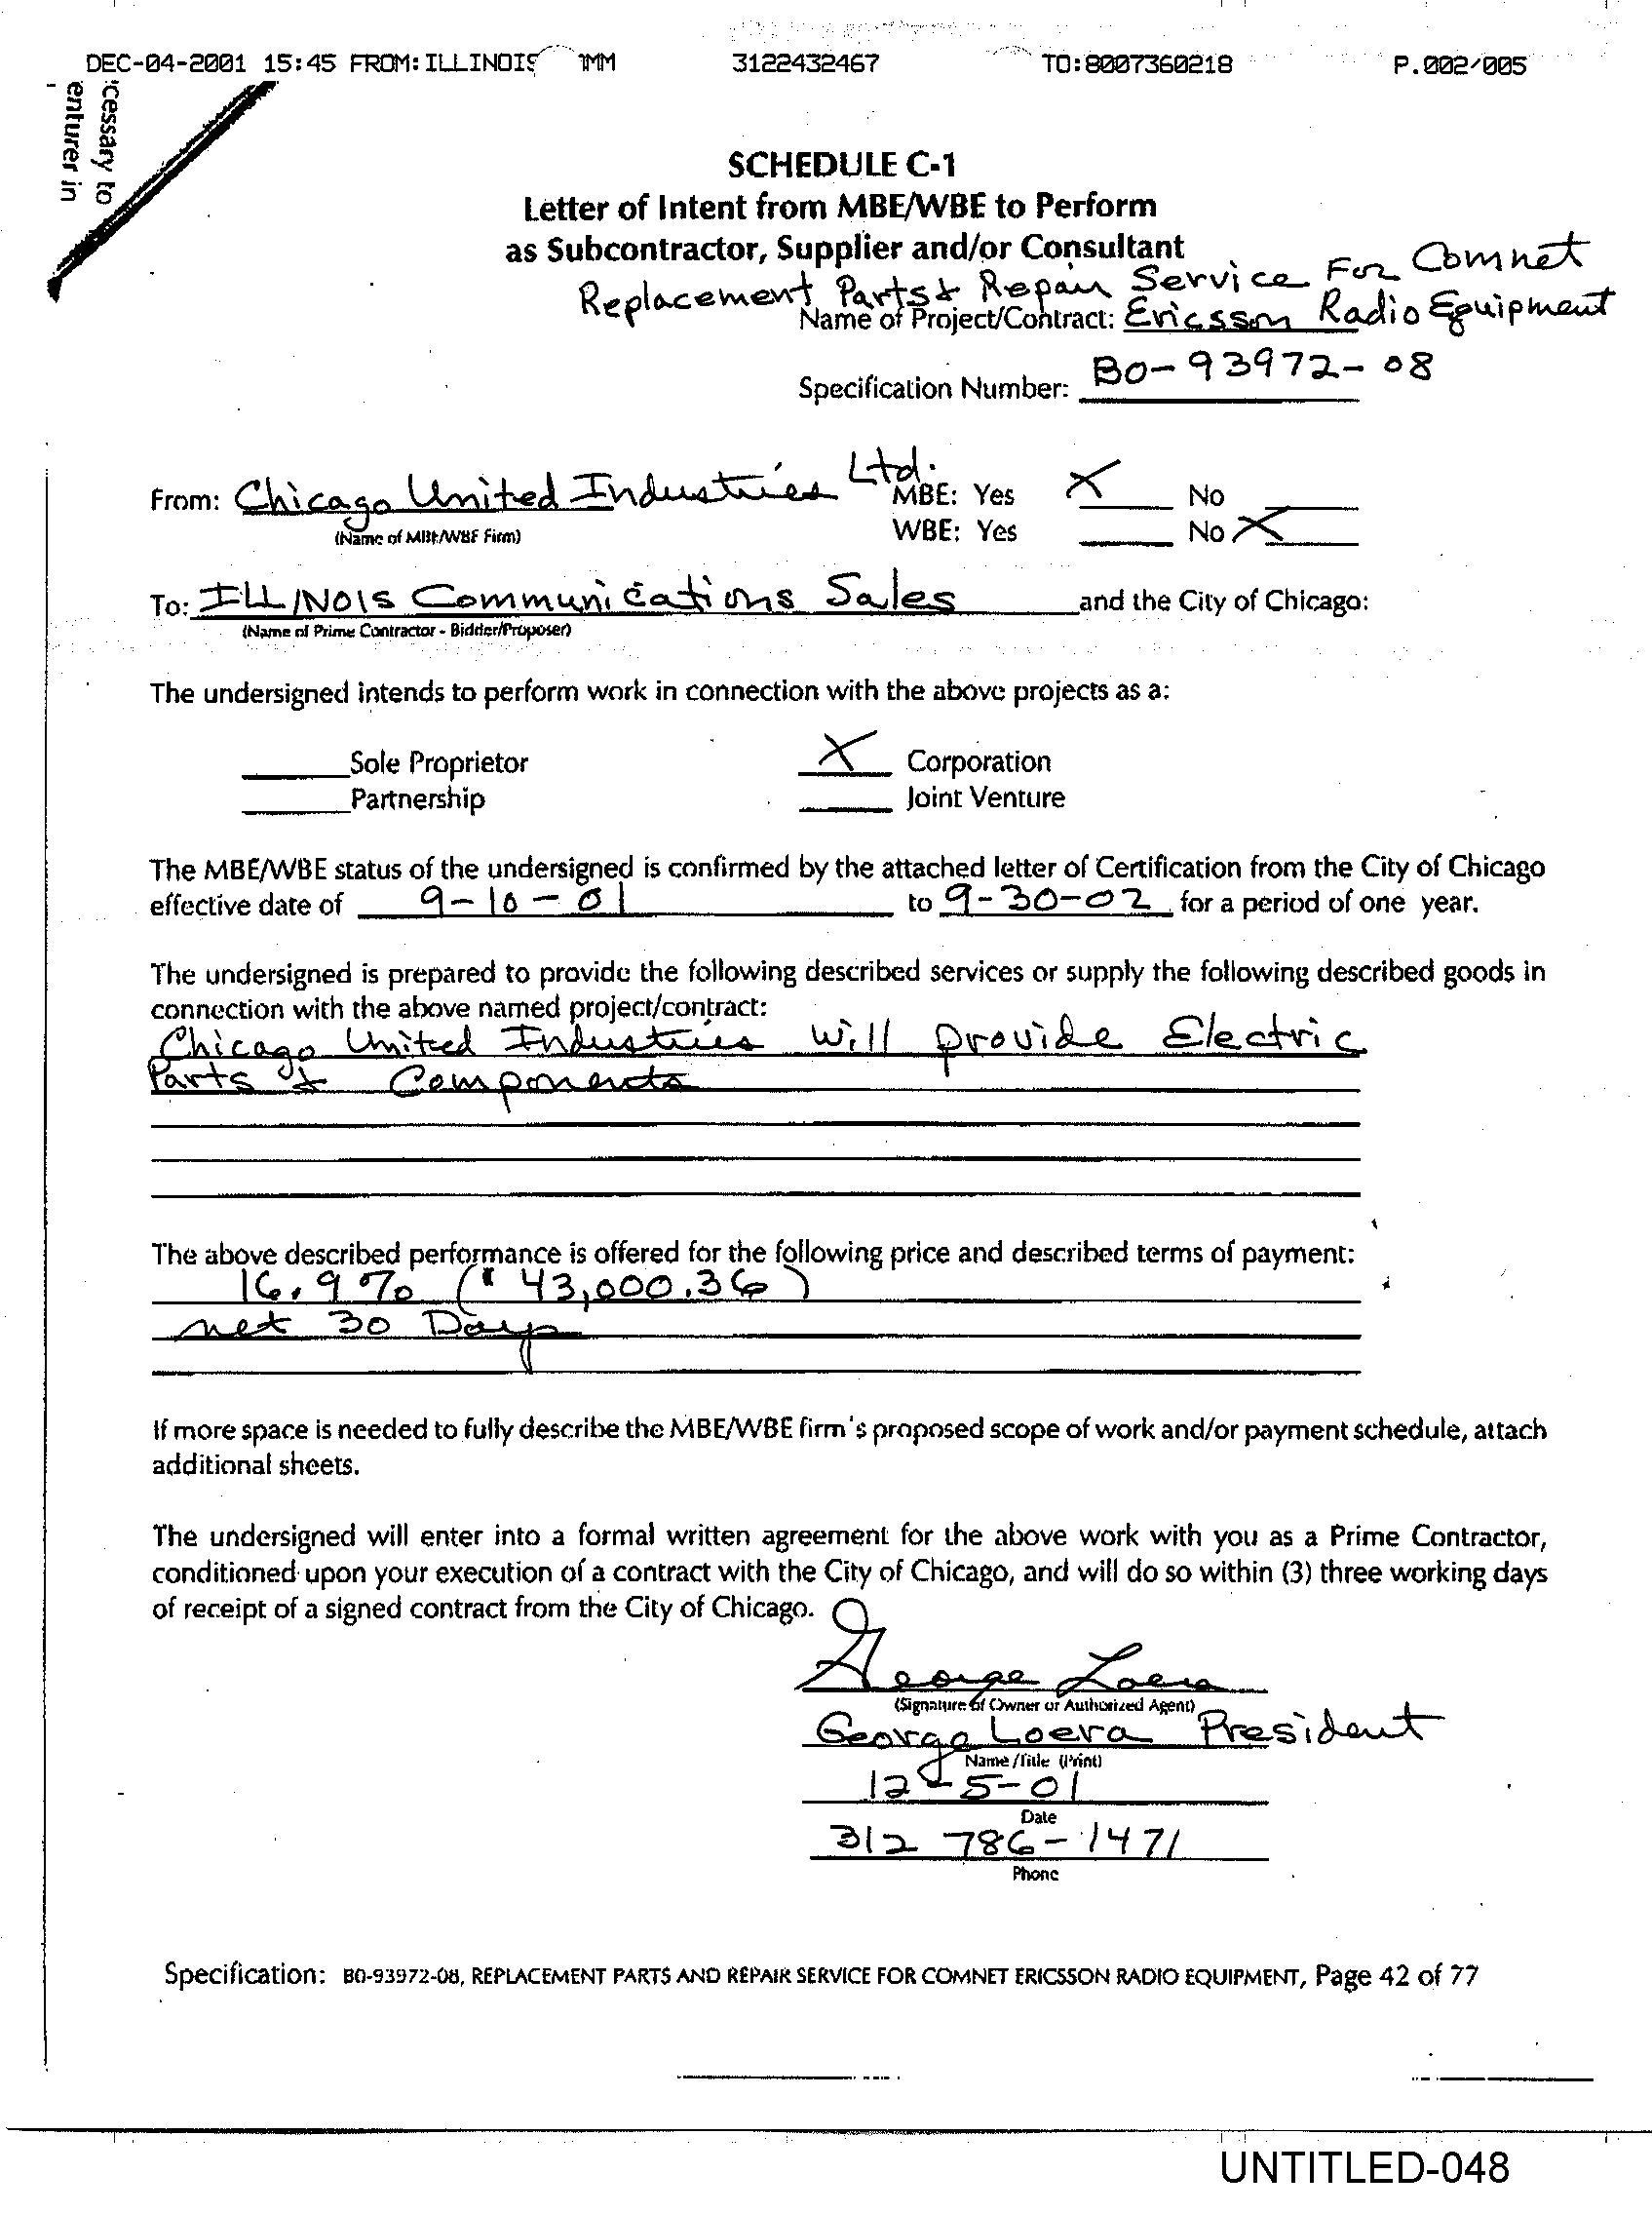 DEC-04-2001 15:45 FROM:ILLINOIS MM 3122432467 TO:8007360218 P.002/005
cessary to
enturer in
SCHEDULE C-1
Letter of Intent from MBE/WBE to Perform
as Subcontractor, Supplier and/or Consultant
Replacement Parts & Repair Service For Comnet
Name of Project/Contract: Ericsson Radio Equipment
Specification Number: BO-93972-08
From: Chicago United Industries Ltd. MBE: Yes X No
(Name of MBE/WBE Firm) WBE: Yes No X
To: ILLINOIS Communications Sales and the City of Chicago:
(Name of Prime Contractor - Bidder/Proposer)
The undersigned intends to perform work in connection with the above projects as a:
Sole Proprietor X Corporation
Partnership Joint Venture
The MBE/WBE status of the undersigned is confirmed by the attached letter of Certification from the City of Chicago
effective date of 9-10-01 to 9-30-02 for a period of one year.
The undersigned is prepared to provide the following described services or supply the following described goods in
connection with the above named project/contract:
Chicago United Industries will provide Electric
Parts & Components
The above described performance is offered for the following price and described terms of payment:
16.9% ($ 43,000.36)
net 30 Days
If more space is needed to fully describe the MBE/WBE firm's proposed scope of work and/or payment schedule, attach
additional sheets.
The undersigned will enter into a formal written agreement for the above work with you as a Prime Contractor,
conditioned upon your execution of a contract with the City of Chicago, and will do so within (3) three working days
of receipt of a signed contract from the City of Chicago.
George Loera
(Signature of Owner or Authorized Agent)
George Loera President
Name/Title (Print)
12-5-01
Date
312 786-1471
Phone
Specification: B0-93972-08, REPLACEMENT PARTS AND REPAIR SERVICE FOR COMNET ERICSSON RADIO EQUIPMENT, Page 42 of 77
UNTITLED-048